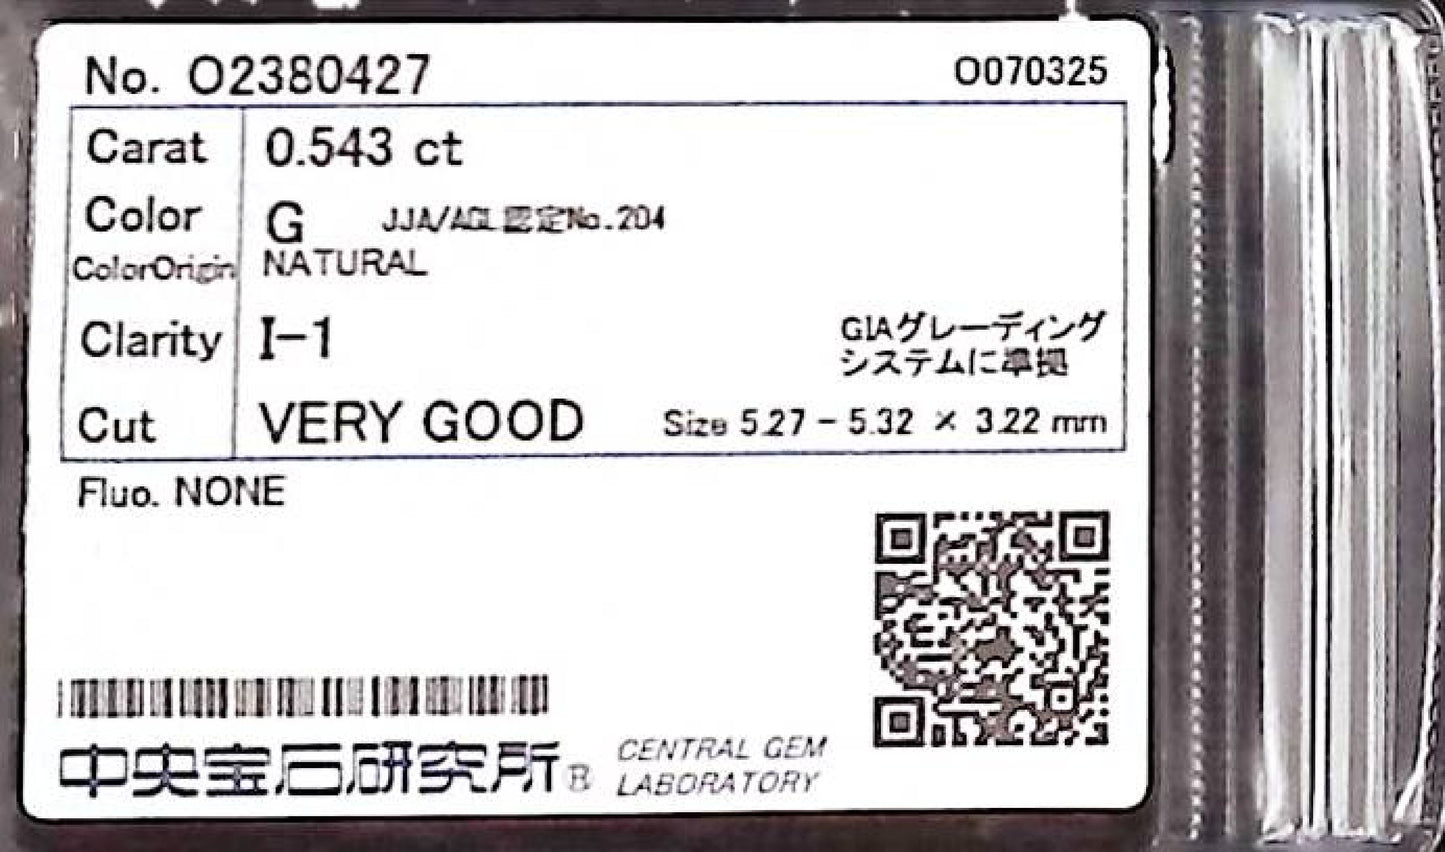 No. O2380427 O070325
Carat 0.543 ct
Color G JJA/AGL認定No.204
ColorOrigin NATURAL
Clarity I-1 GIAグレーディング
システムに準拠
Cut VERY GOOD Size 5.27 - 5.32 × 3.22 mm
Fluo. NONE
中央宝石研究所® CENTRAL GEM
LABORATORY